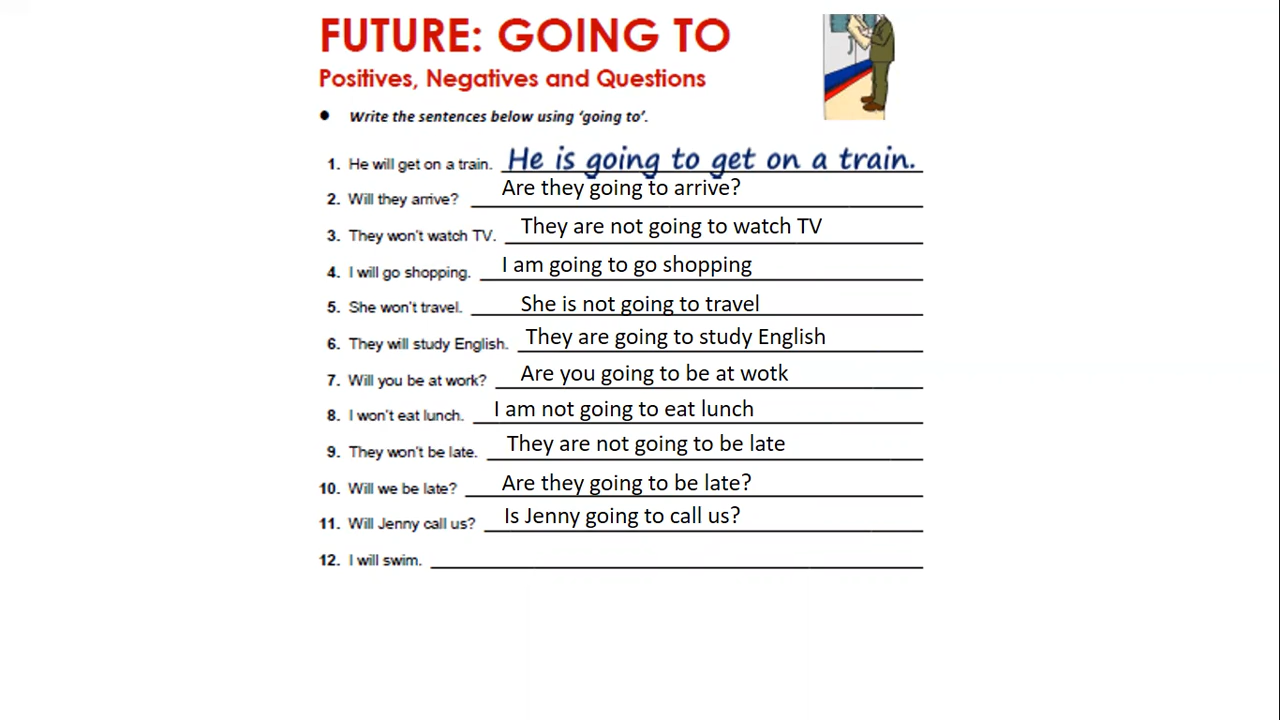 FUTURE: GOING TO
Positives, Negatives and Questions
● Write the sentences below using 'going to'.
1. He will get on a train. He is going to get on a train.
2. Will they arrive? Are they going to arrive?
3. They won't watch TV. They are not going to watch TV
4. I will go shopping. I am going to go shopping
5. She won't travel. She is not going to travel
6. They will study English. They are going to study English
7. Will you be at work? Are you going to be at wotk
8. I won't eat lunch. I am not going to eat lunch
9. They won't be late. They are not going to be late
10. Will we be late? Are they going to be late?
11. Will Jenny call us? Is Jenny going to call us?
12. I will swim.